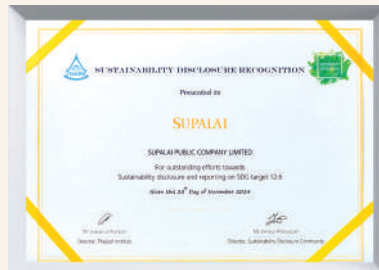 SUSTAINABILITY DISCLOSURE RECOGNITION
Presented to
SUPALAI
SUPALAI PUBLIC COMPANY LIMITED
For outstanding efforts towards
Sustainability disclosure and reporting on SDG target 12.6
Given this 28th Day of November 2024
Director, Thaipat Institute
Director, Sustainability Disclosure Community